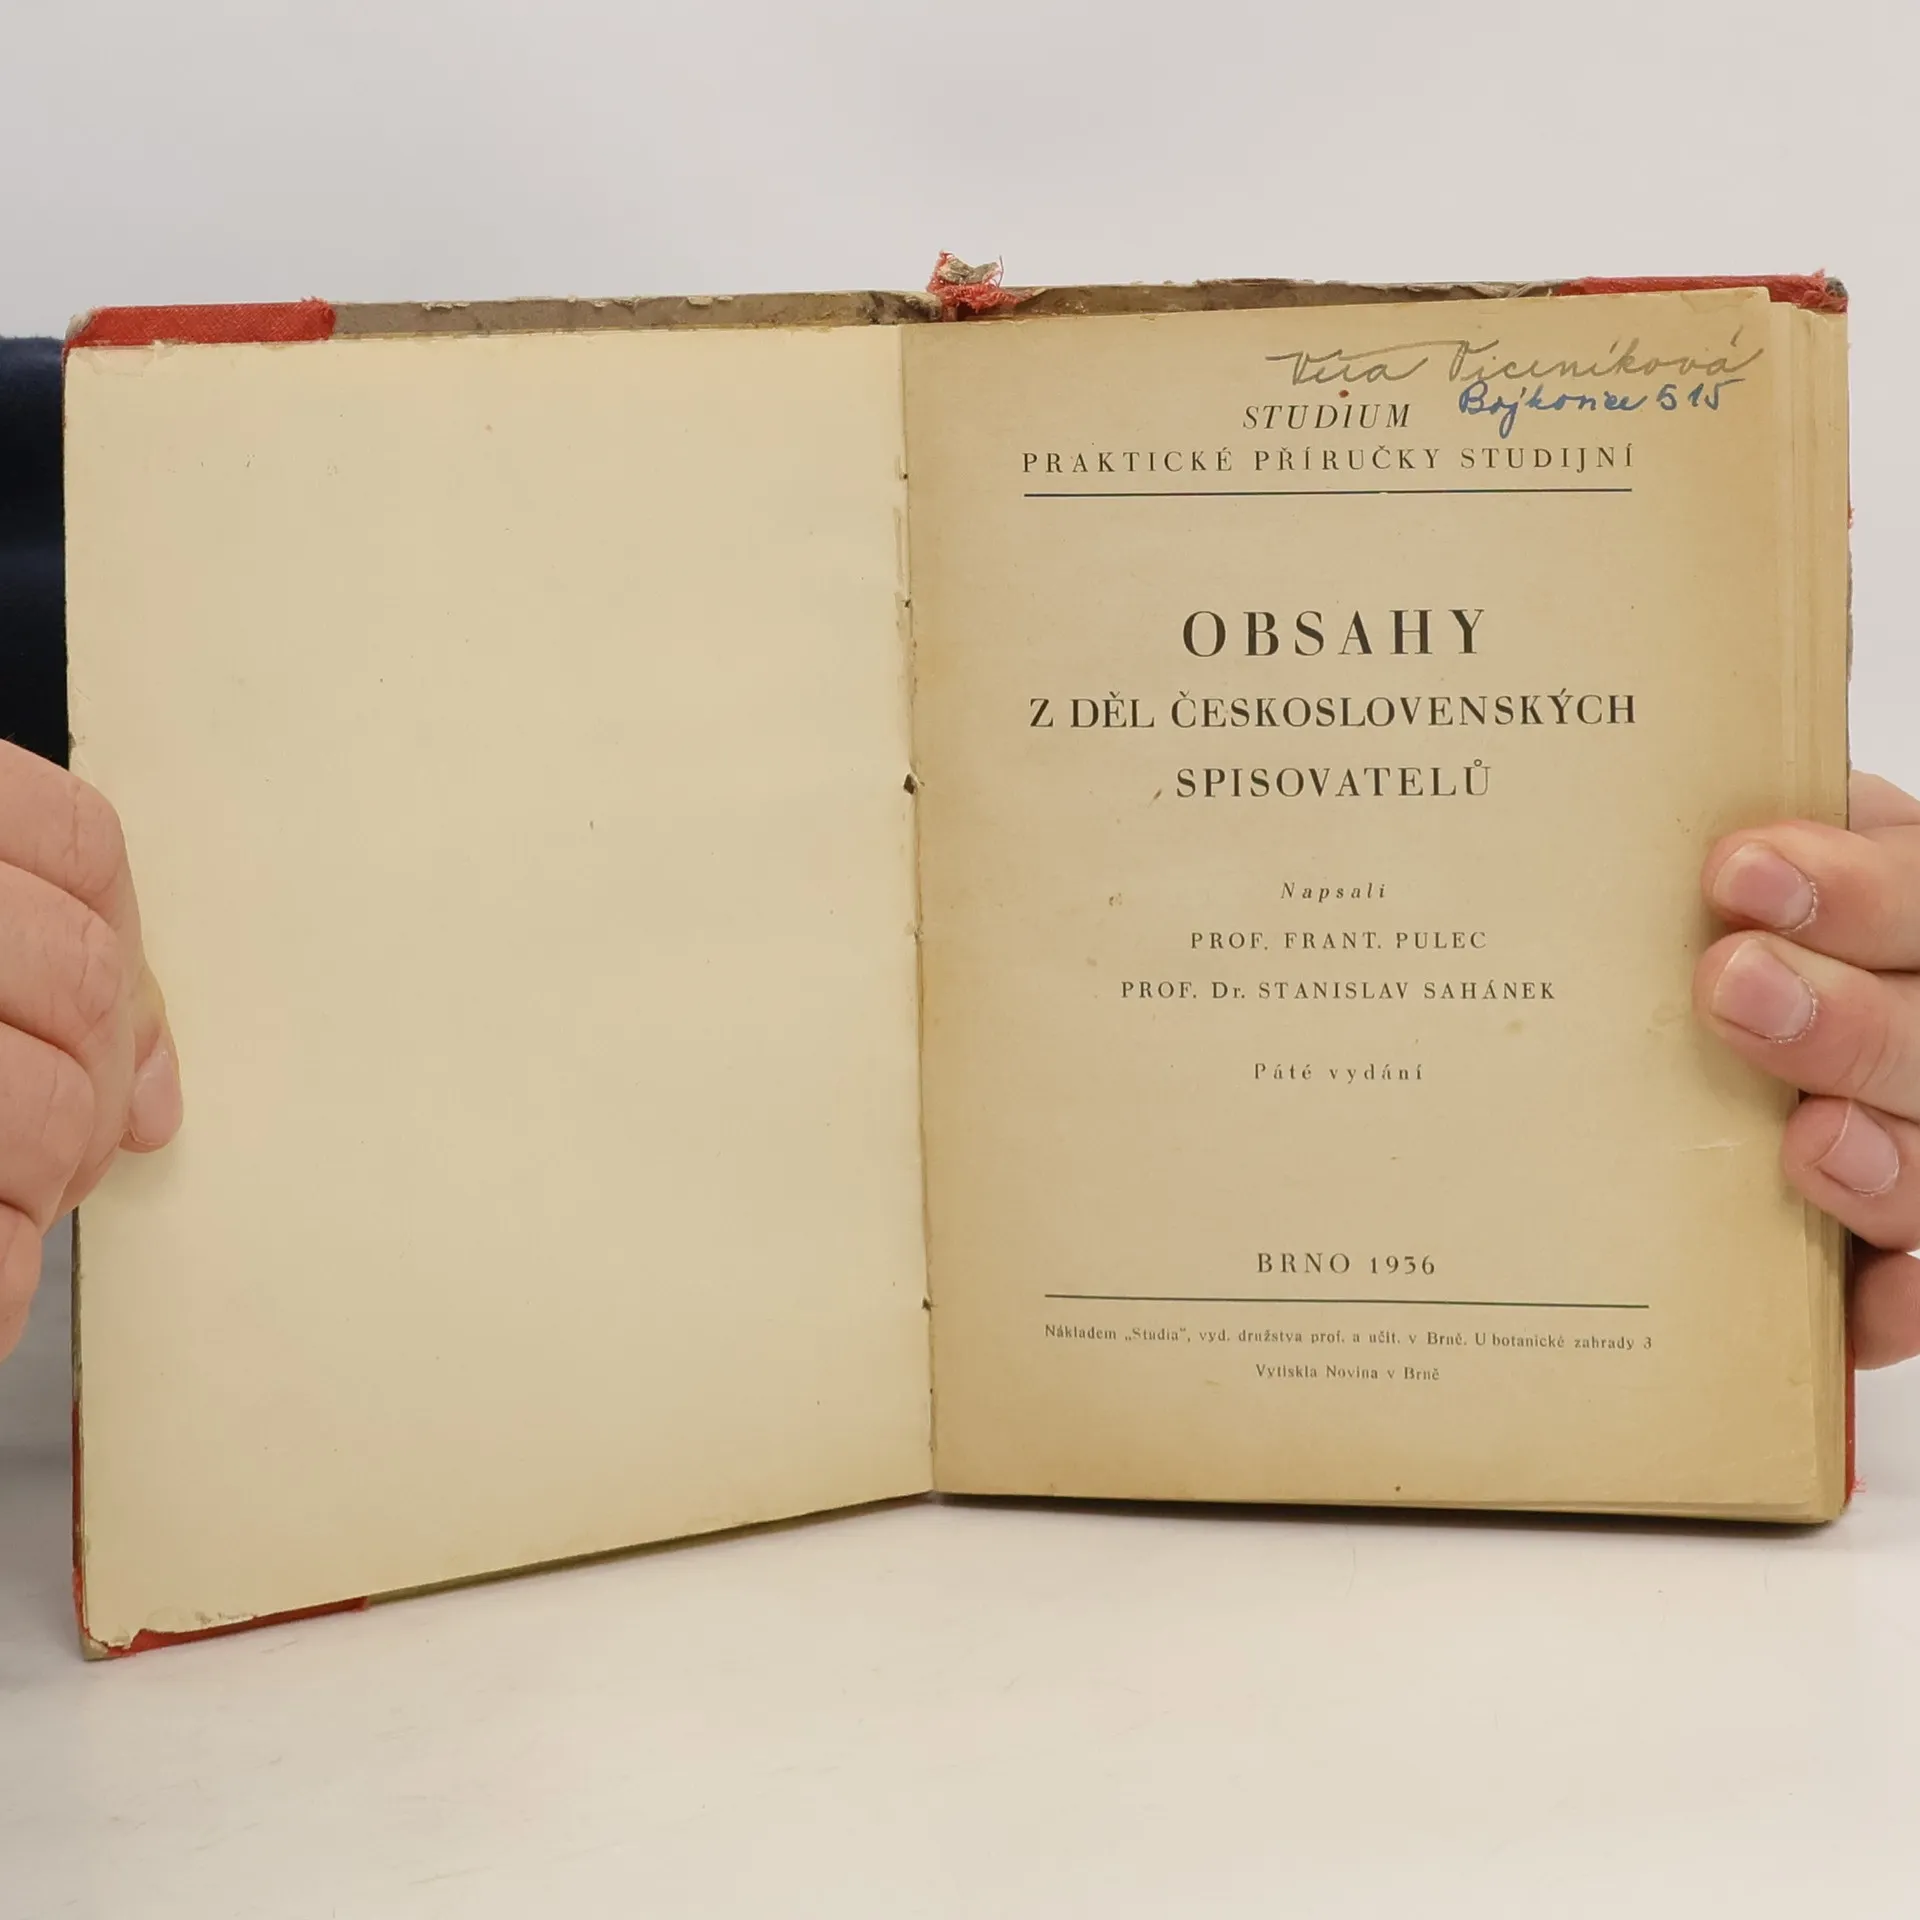 Věra Viceníková
Bojkovice 515
STUDIUM
PRAKTICKÉ PŘÍRUČKY STUDIJNÍ
OBSAHY
Z DĚL ČESKOSLOVENSKÝCH
SPISOVATELŮ
Napsali
PROF. FRANT. PULEC
PROF. Dr. STANISLAV SAHÁNEK
Páté vydání
BRNO 1936
Nákladem „Studia", vyd. družstva prof. a učit. v Brně. U botanické zahrady 3
Vytiskla Novina v Brně